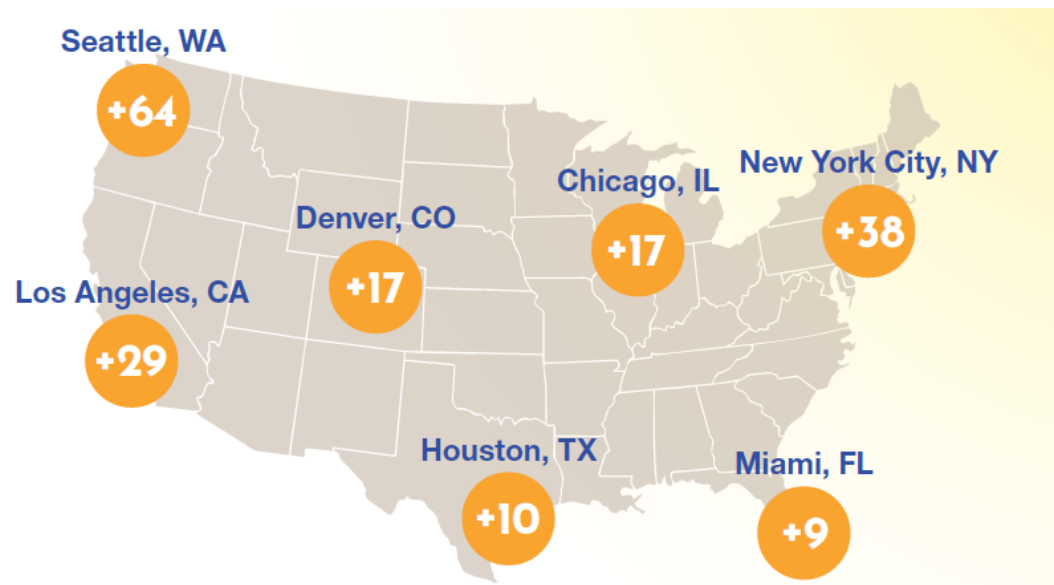 Seattle, WA
+64
New York City, NY
+38
Chicago, IL
+17
Denver, CO
+17
Los Angeles, CA
+29
Houston, TX
+10
Miami, FL
+9